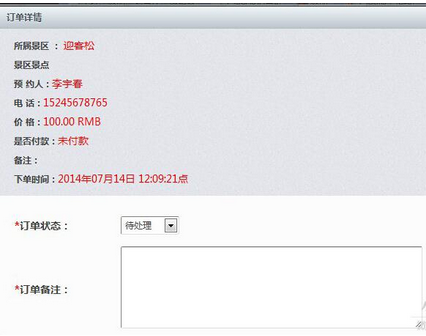 订单详情
所属景区 ： 迎客松
景区景点
预 约人：李宇春
电 话：15245678765
价 格：100.00 RMB
是否付款：未付款
备注：
下单时间：2014年07月14日 12:09:21点
*订单状态： 待处理
*订单备注：